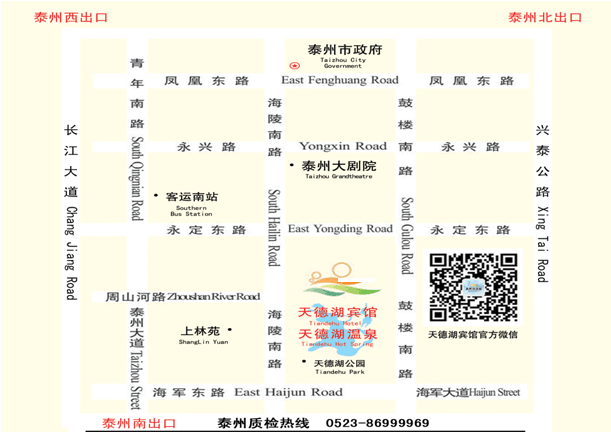 泰州西出口
泰州北出口
泰州市政府
Taizhou City
Government
青年南路
South Qingnian Road
凤凰东路
East Fenghuang Road
凤凰东路
海陵南路
South Hailin Road
鼓楼南路
South Gulou Road
长江大道
Chang Jiang Road
兴泰公路
Xing Tai Road
永兴路
Yongxin Road
永兴路
泰州大剧院
Taizhou Grandtheatre
客运南站
Southern
Bus Station
永定东路
East Yongding Road
永定东路
周山河路
Zhoushan River Road
泰州大道
Taizhou Street
上林苑
ShangLin Yuan
海陵南路
天德湖宾馆
Tiandehu Hotel
天德湖温泉
Tiandehu Hot Spring
天德湖公园
Tiandehu Park
鼓楼南路
天德湖宾馆官方微信
海军东路
East Haijun Road
海军大道
Haijun Street
泰州南出口
泰州质检热线 0523-86999969